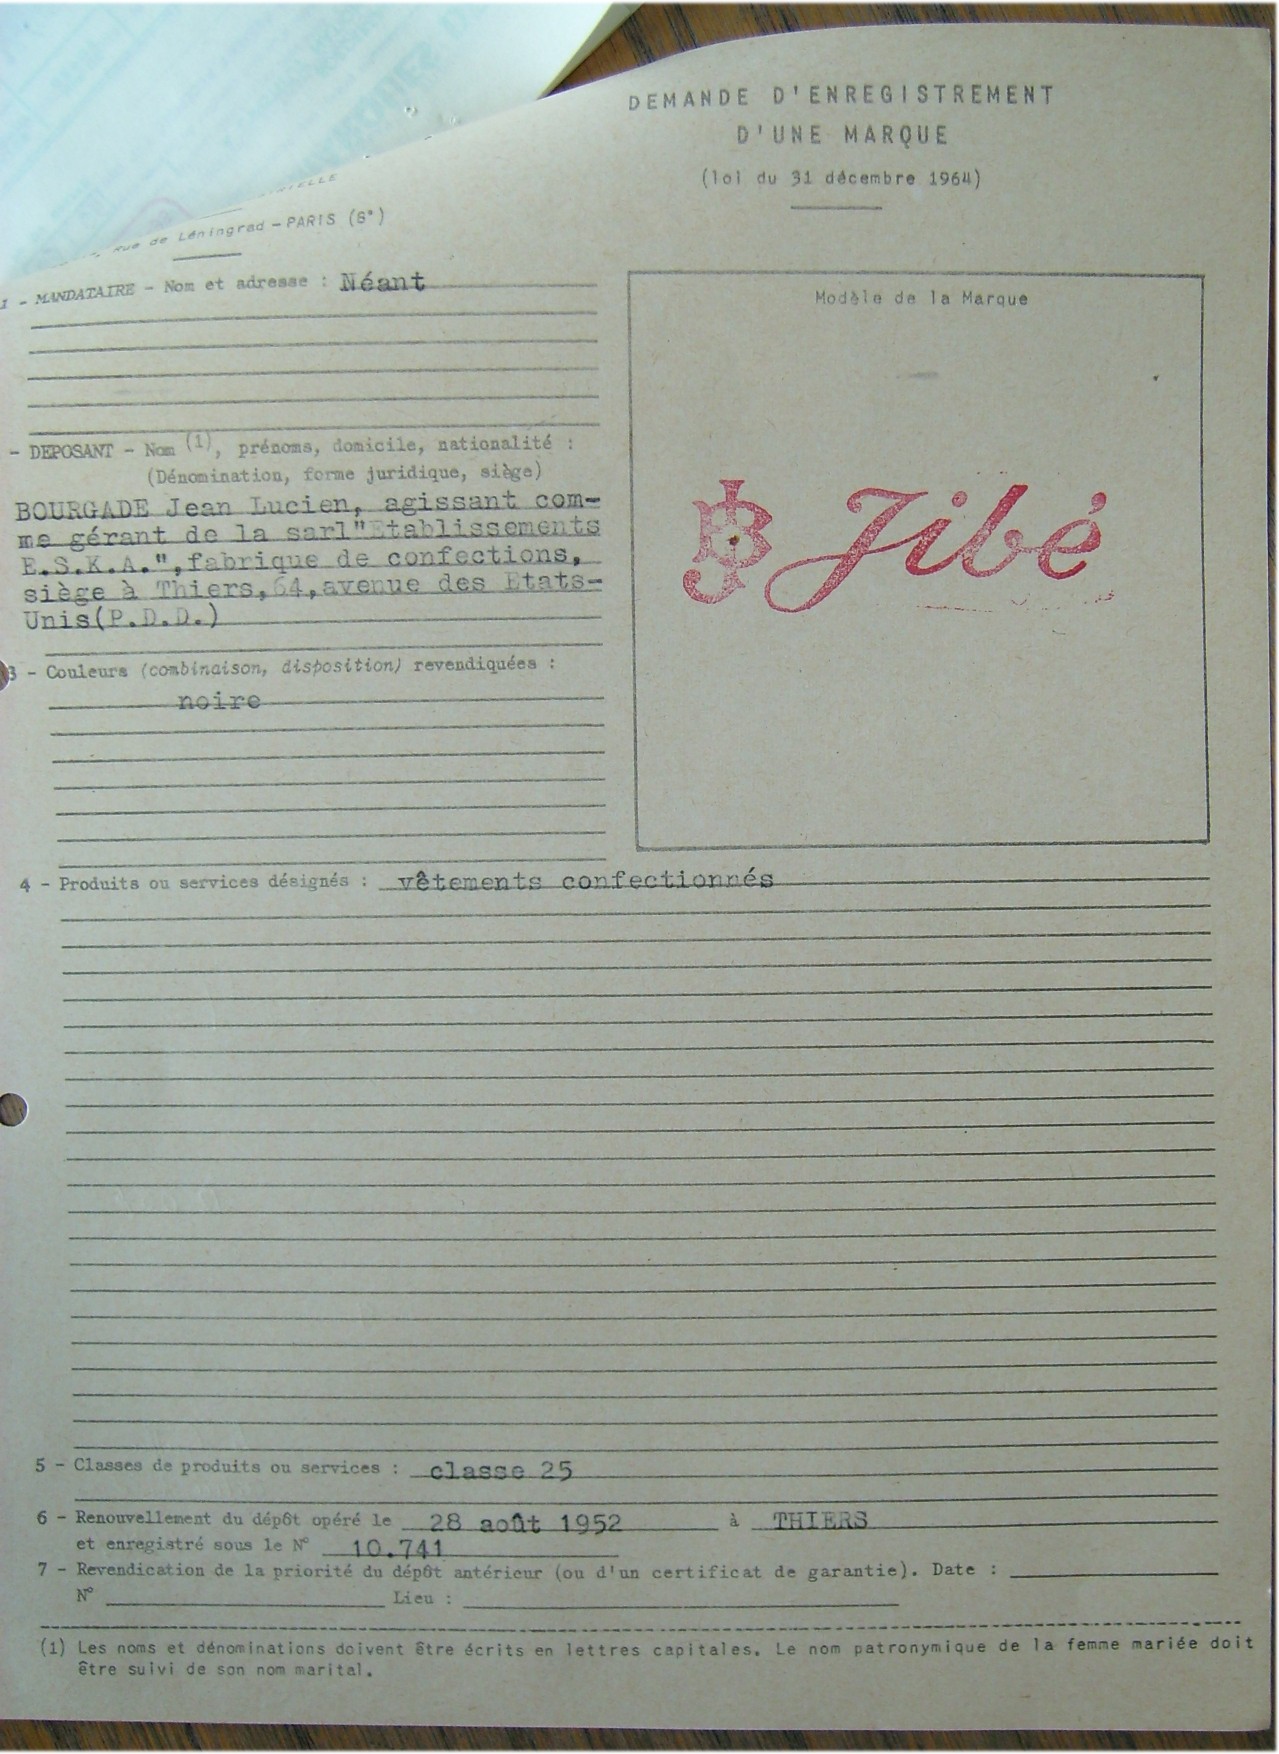 DEMANDE D'ENREGISTREMENT
D'UNE MARQUE
(loi du 31 décembre 1964)
Rue de Léningrad - PARIS (8e)
1 - MANDATAIRE - Nom et adresse : Néant
Modèle de la Marque
JB Jibé
- DEPOSANT - Nom (1), prénoms, domicile, nationalité :
(Dénomination, forme juridique, siège)
BOURGADE Jean Lucien, agissant com-
me gérant de la sarl"Etablissements
E.S.K.A.",fabrique de confections,
siège à Thiers,64,avenue des Etats-
Unis(P.D.D.)
3 - Couleurs (combinaison, disposition) revendiquées :
noire
4 - Produits ou services désignés : vêtements confectionnés
5 - Classes de produits ou services : classe 25
6 - Renouvellement du dépôt opéré le 28 août 1952 à THIERS
et enregistré sous le N° 10.741
7 - Revendication de la priorité du dépôt antérieur (ou d'un certificat de garantie). Date :
N° Lieu :
(1) Les noms et dénominations doivent être écrits en lettres capitales. Le nom patronymique de la femme mariée doit
être suivi de son nom marital.